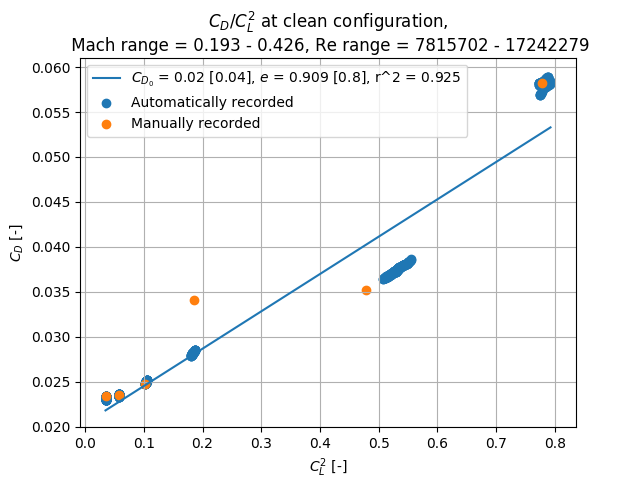 $C_D/C_L^2$ at clean configuration,
Mach range = 0.193 - 0.426, Re range = 7815702 - 17242279
$C_{D_0}$ = 0.02 [0.04], $e$ = 0.909 [0.8], r^2 = 0.925
Automatically recorded
Manually recorded
0.060
0.055
0.050
0.045
0.040
0.035
0.030
0.025
0.020
$C_D$ [-]
0.0 0.1 0.2 0.3 0.4 0.5 0.6 0.7 0.8
$C_L^2$ [-]